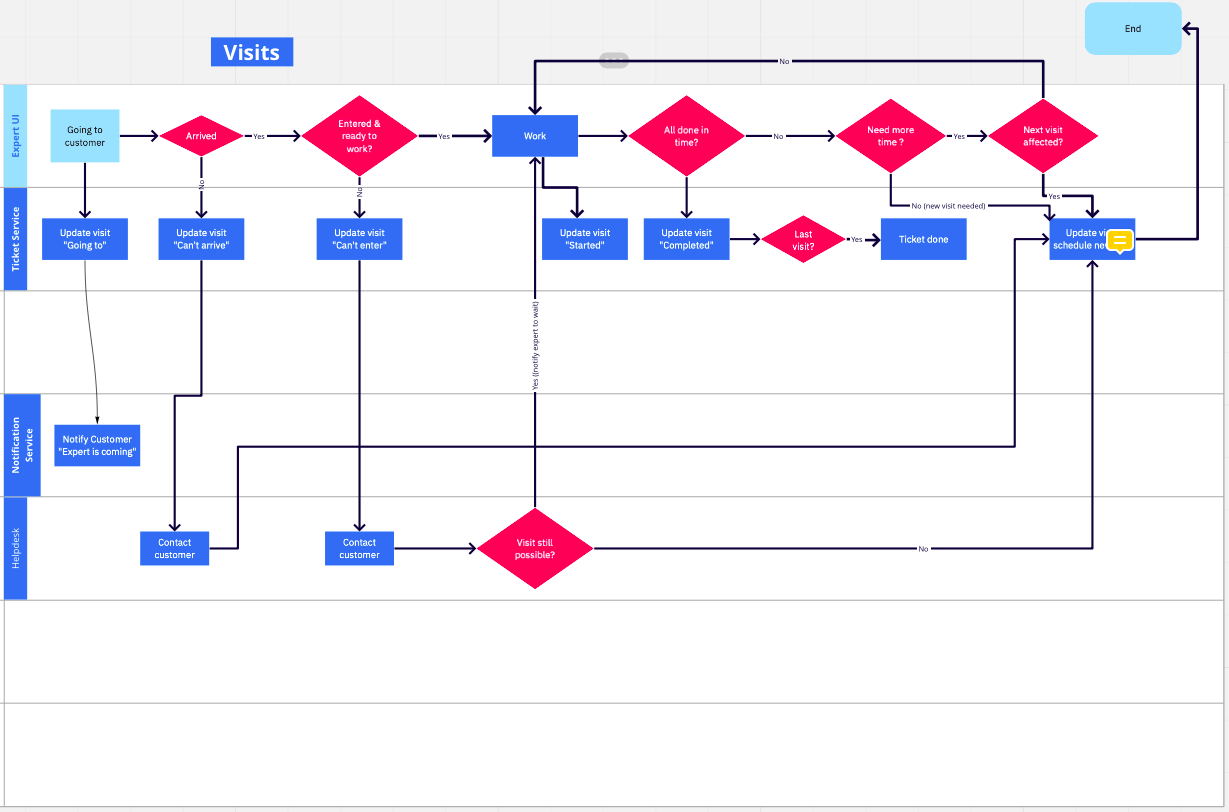 End
Visits
No
Expert UI
Going to
customer
Arrived
Yes
Entered &
ready to
work?
Yes
Work
All done in
time?
No
Need more
time ?
Yes
Next visit
affected?
No
No
Yes
No (new visit needed)
Ticket Service
Update visit
"Going to"
Update visit
"Can't arrive"
Update visit
"Can't enter"
Update visit
"Started"
Update visit
"Completed"
Last
visit?
Yes
Ticket done
Update
schedule
Yes ((notify expert to wait)
Notification
Service
Notify Customer
"Expert is coming"
Helpdesk
Contact
customer
Contact
customer
Visit still
possible?
No